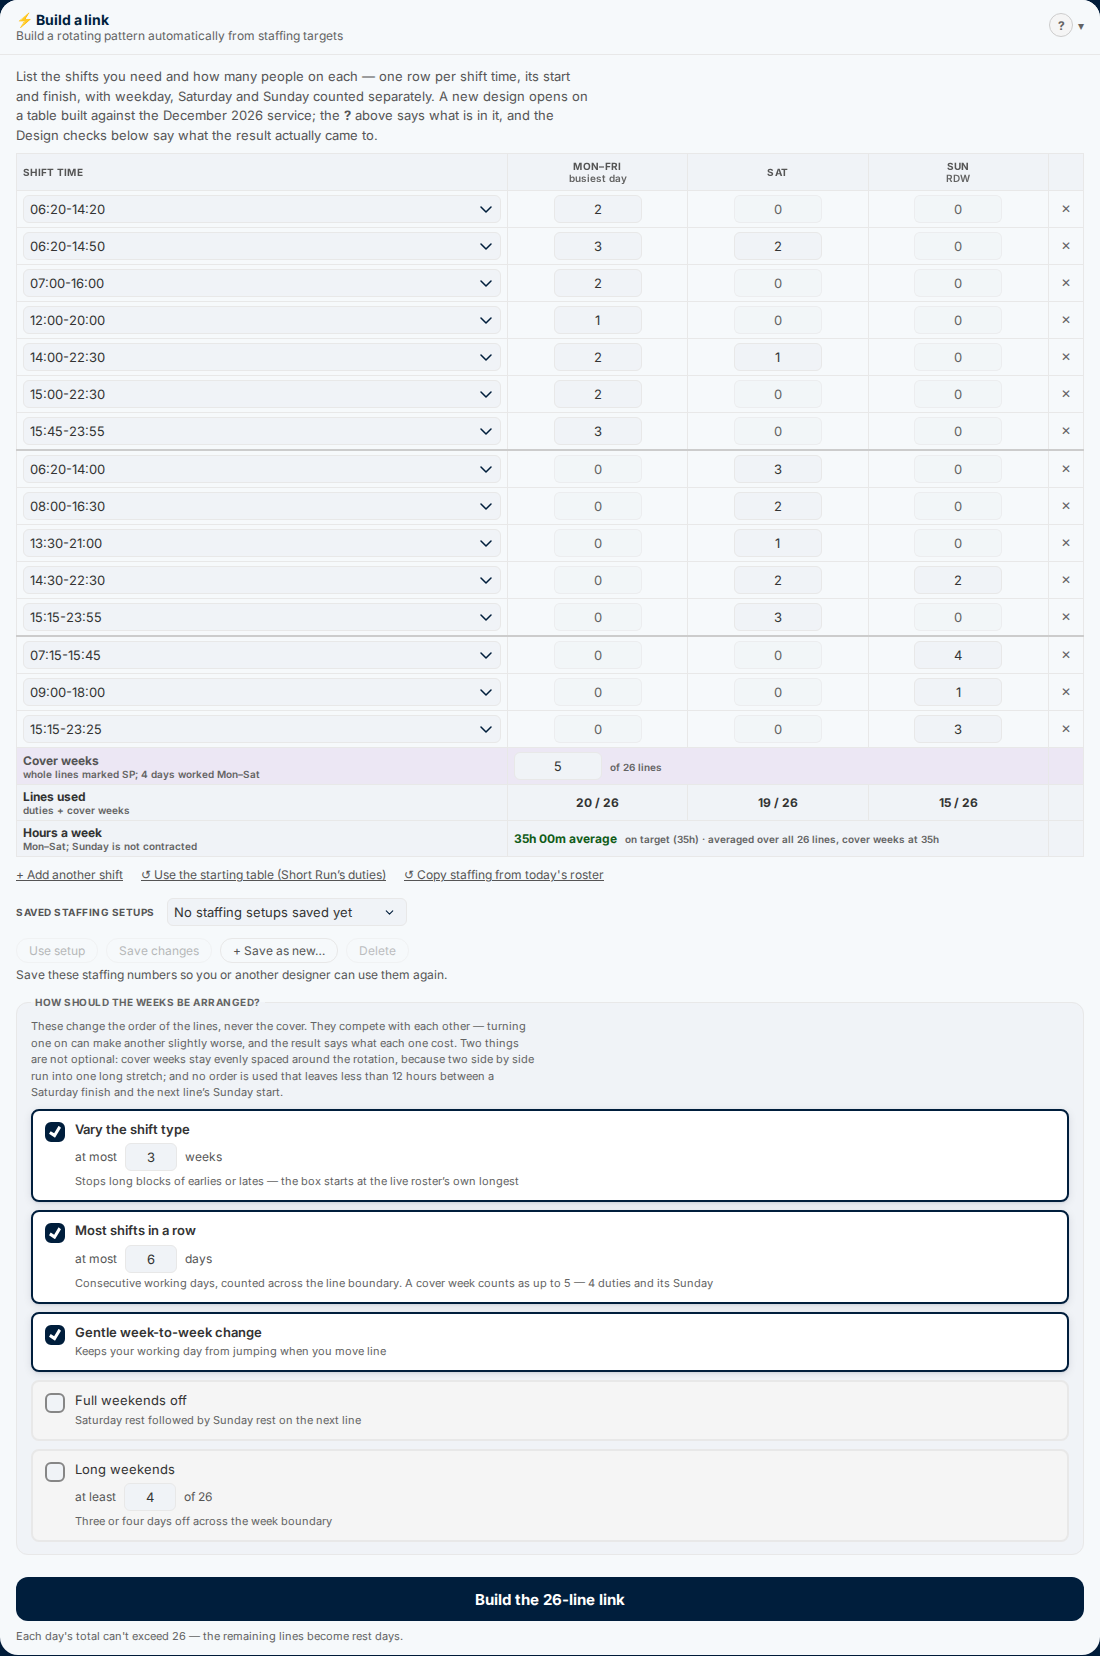 ⚡ Build a link
Build a rotating pattern automatically from staffing targets
? ▾
List the shifts you need and how many people on each — one row per shift time, its start
and finish, with weekday, Saturday and Sunday counted separately. A new design opens on
a table built against the December 2026 service; the ? above says what is in it, and the
Design checks below say what the result actually came to.
SHIFT TIME MON–FRI busiest day SAT SUN RDW
06:20-14:20 2 0 0 ×
06:20-14:50 3 2 0 ×
07:00-16:00 2 0 0 ×
12:00-20:00 1 0 0 ×
14:00-22:30 2 1 0 ×
15:00-22:30 2 0 0 ×
15:45-23:55 3 0 0 ×
06:20-14:00 0 3 0 ×
08:00-16:30 0 2 0 ×
13:30-21:00 0 1 0 ×
14:30-22:30 0 2 2 ×
15:15-23:55 0 3 0 ×
07:15-15:45 0 0 4 ×
09:00-18:00 0 0 1 ×
15:15-23:25 0 0 3 ×
Cover weeks
whole lines marked SP; 4 days worked Mon–Sat
5 of 26 lines
Lines used
duties + cover weeks
20 / 26 19 / 26 15 / 26
Hours a week
Mon–Sat; Sunday is not contracted
35h 00m average on target (35h) · averaged over all 26 lines, cover weeks at 35h
+ Add another shift ↺ Use the starting table (Short Run's duties) ↺ Copy staffing from today's roster
SAVED STAFFING SETUPS No staffing setups saved yet
Use setup Save changes + Save as new… Delete
Save these staffing numbers so you or another designer can use them again.
HOW SHOULD THE WEEKS BE ARRANGED?
These change the order of the lines, never the cover. They compete with each other — turning
one on can make another slightly worse, and the result says what each one cost. Two things
are not optional: cover weeks stay evenly spaced around the rotation, because two side by side
run into one long stretch; and no order is used that leaves less than 12 hours between a
Saturday finish and the next line's Sunday start.
Vary the shift type
at most 3 weeks
Stops long blocks of earlies or lates — the box starts at the live roster's own longest
Most shifts in a row
at most 6 days
Consecutive working days, counted across the line boundary. A cover week counts as up to 5 — 4 duties and its Sunday
Gentle week-to-week change
Keeps your working day from jumping when you move line
Full weekends off
Saturday rest followed by Sunday rest on the next line
Long weekends
at least 4 of 26
Three or four days off across the week boundary
Build the 26-line link
Each day's total can't exceed 26 — the remaining lines become rest days.